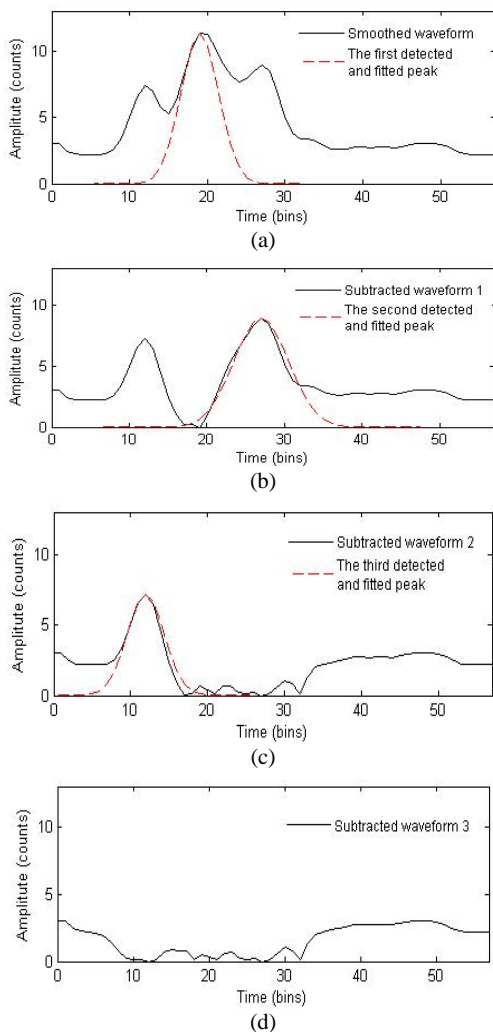 Amplitude (counts)
10
5
0
Smoothed waveform
The first detected
and fitted peak
0 10 20 30 40 50
Time (bins)
(a)
Amplitude (counts)
10
5
0
Subtracted waveform 1
The second detected
and fitted peak
0 10 20 30 40 50
Time (bins)
(b)
Amplitude (counts)
10
5
0
Subtracted waveform 2
The third detected
and fitted peak
0 10 20 30 40 50
Time (bins)
(c)
Amplitude (counts)
10
5
0
Subtracted waveform 3
0 10 20 30 40 50
Time (bins)
(d)